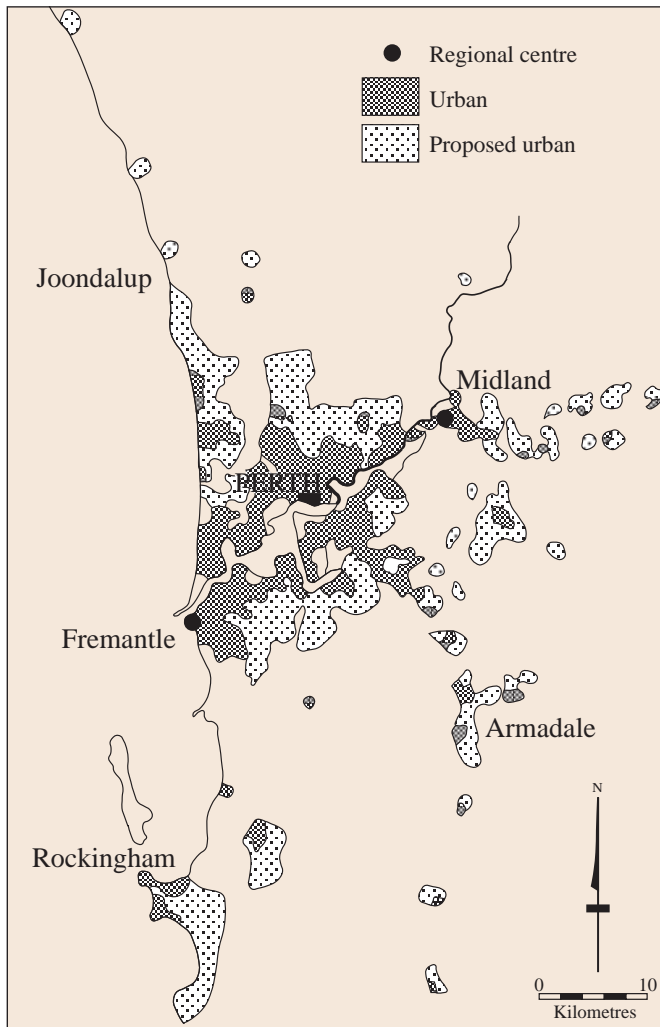 Regional centre
Urban
Proposed urban
Joondalup
Midland
PERTH
Fremantle
Armadale
Rockingham
N
0 10
Kilometres